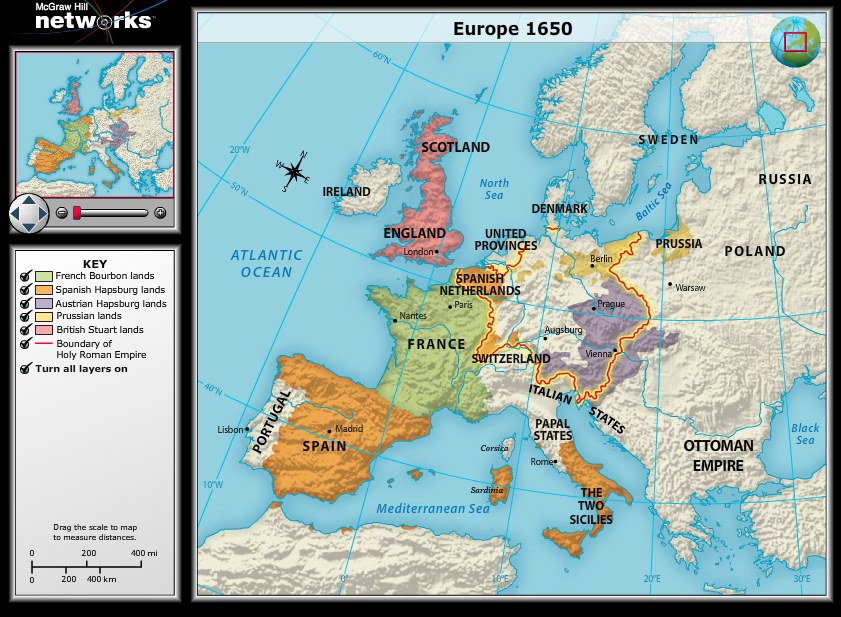 McGraw Hill
networks
Europe 1650
60°N
20°W
50°N
N
W
E
S
SCOTLAND
IRELAND
North
Sea
SWEDEN
RUSSIA
DENMARK
Baltic Sea
ENGLAND
London
UNITED
PROVINCES
PRUSSIA
POLAND
ATLANTIC
OCEAN
Berlin
SPANISH
NETHERLANDS
Warsaw
Paris
Prague
Nantes
Augsburg
FRANCE
SWITZERLAND
Vienna
40°N
ITALIAN
STATES
PORTUGAL
Lisbon
Madrid
SPAIN
PAPAL
STATES
Corsica
Rome
OTTOMAN
EMPIRE
Black
Sea
10°W
Sardinia
THE
TWO
SICILIES
Mediterranean Sea
0°
10°E
20°E
30°E
KEY
French Bourbon lands
Spanish Hapsburg lands
Austrian Hapsburg lands
Prussian lands
British Stuart lands
Boundary of
Holy Roman Empire
Turn all layers on
Drag the scale to map
to measure distances.
0 200 400 mi
0 200 400 km